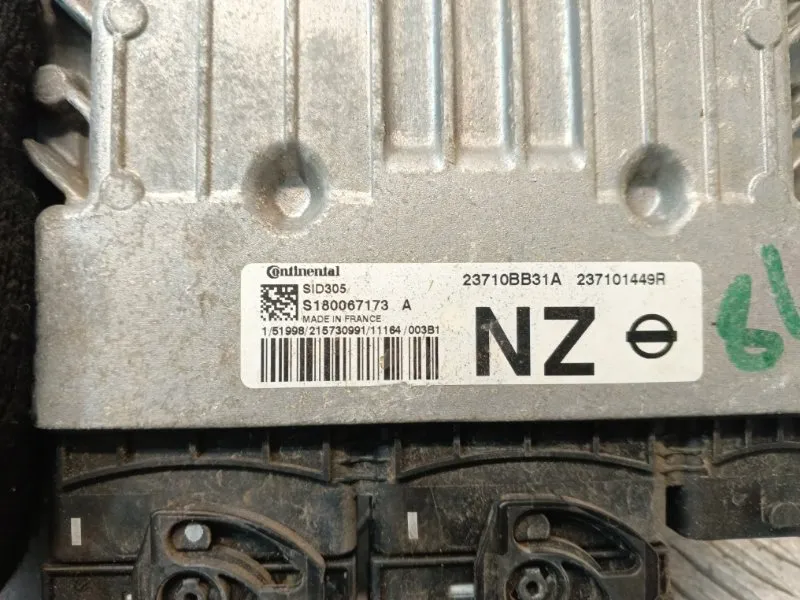 Continental
SID305
S180067173 A
MADE IN FRANCE
1/51998/215730991/11164/003B1
23710BB31A 237101449R
NZ